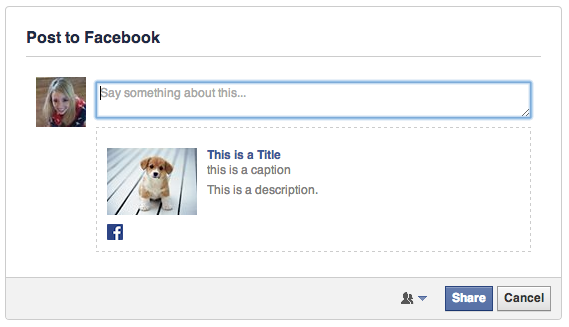 Post to Facebook
Say something about this...
This is a Title
this is a caption
This is a description.
Share
Cancel